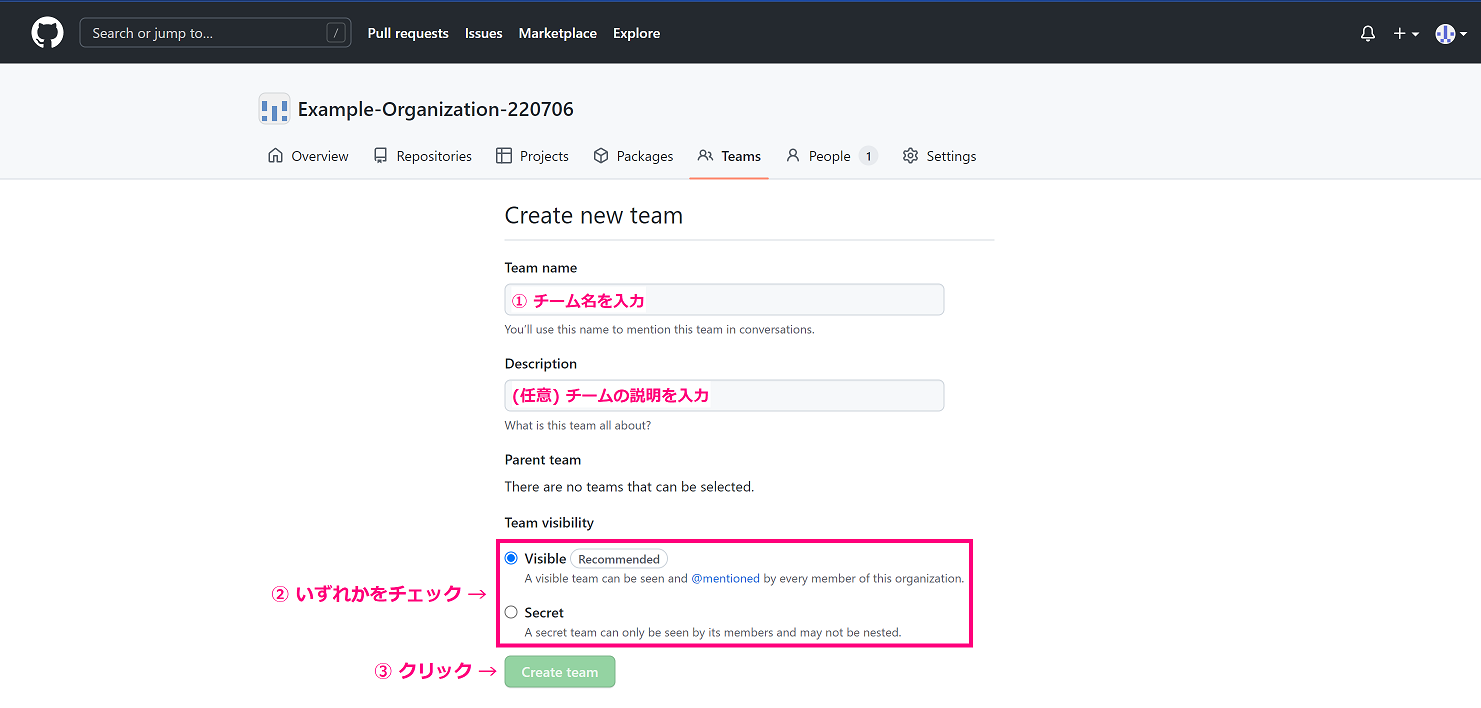 Search or jump to... /
Pull requests Issues Marketplace Explore
Example-Organization-220706
Overview Repositories Projects Packages Teams People 1 Settings
Create new team
Team name
① チーム名を入力
You'll use this name to mention this team in conversations.
Description
(任意) チームの説明を入力
What is this team all about?
Parent team
There are no teams that can be selected.
Team visibility
Visible Recommended
A visible team can be seen and @mentioned by every member of this organization.
② いずれかをチェック →
Secret
A secret team can only be seen by its members and may not be nested.
③ クリック → Create team